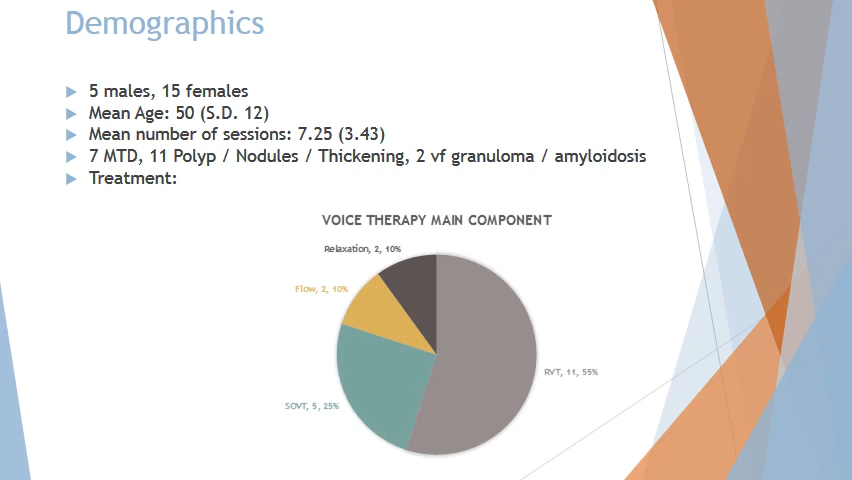 Demographics
5 males, 15 females
Mean Age: 50 (S.D. 12)
Mean number of sessions: 7.25 (3.43)
7 MTD, 11 Polyp / Nodules / Thickening, 2 vf granuloma / amyloidosis
Treatment:
VOICE THERAPY MAIN COMPONENT
Relaxation, 2, 10%
Flow, 2, 10%
RVT, 11, 55%
SOVT, 5, 25%